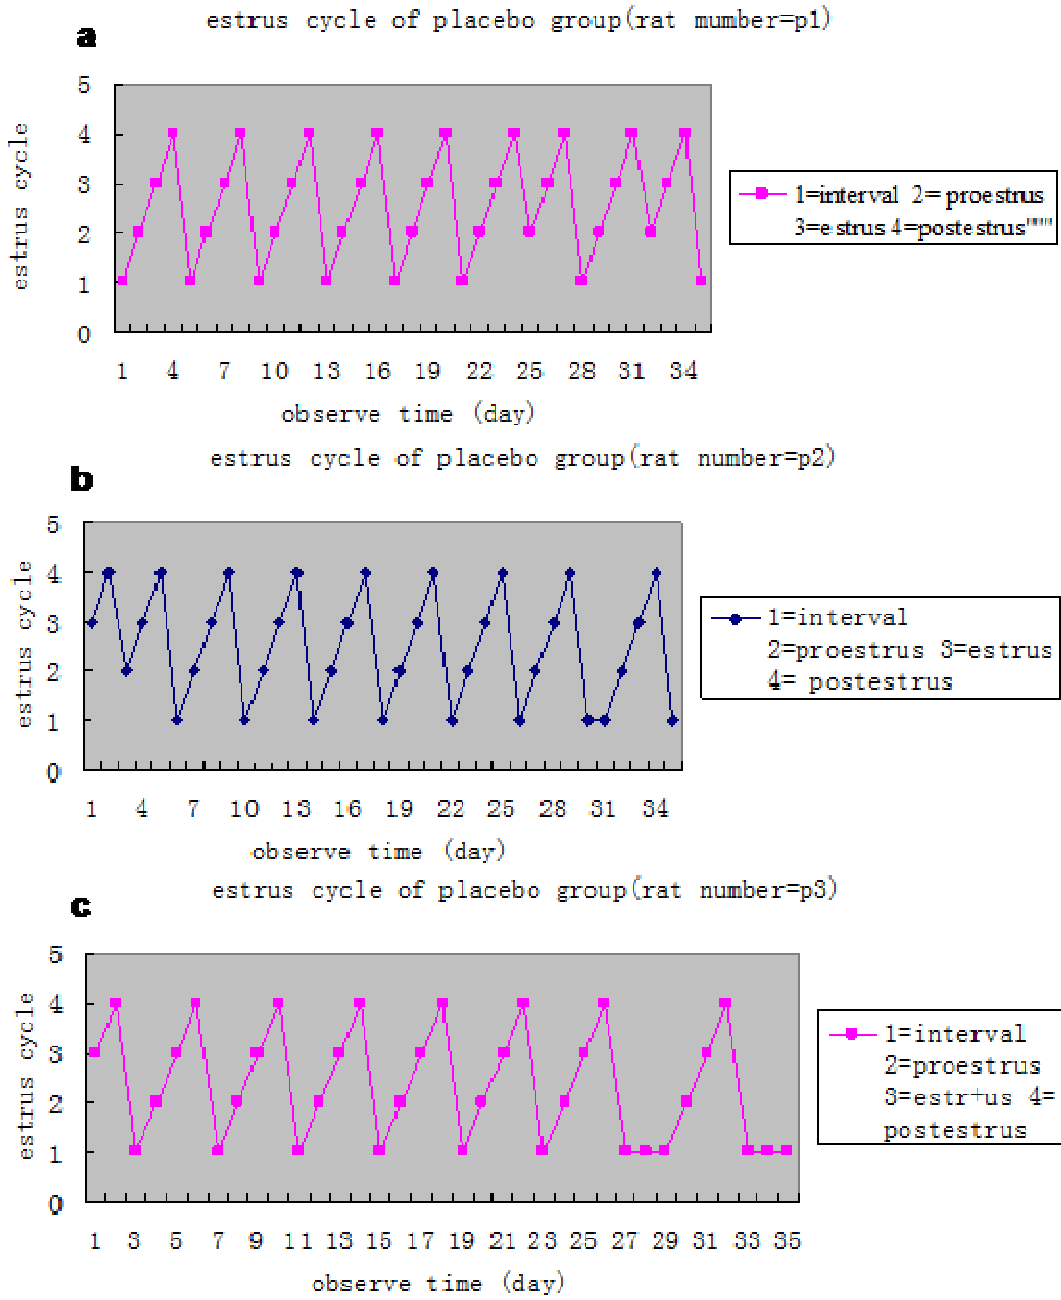 estrus cycle of placebo group(rat mumber=p1)
a
estrus cycle
5
4
3
2
1
0
1 4 7 10 13 16 19 22 25 28 31 34
observe time (day)
1=interval 2= proestrus
3=estrus 4=postestrus""""
estrus cycle of placebo group(rat number=p2)
b
estrus cycle
5
4
3
2
1
0
1 4 7 10 13 16 19 22 25 28 31 34
observe time (day)
1=interval
2=proestrus 3=estrus
4= postestrus
estrus cycle of placebo group(rat number=p3)
c
estrus cycle
5
4
3
2
1
0
1 3 5 7 9 11 13 15 17 19 21 23 25 27 29 31 33 35
observe time (day)
1=interval
2=proestrus
3=estr+us 4=
postestrus